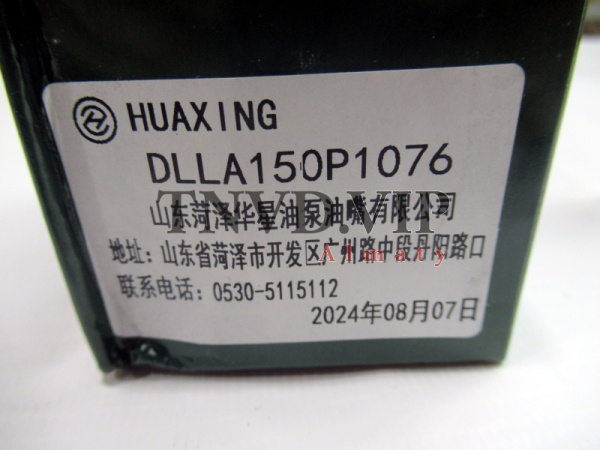 HUAXING
DLLA150P1076
TNVD.VIP
山东菏泽华星油泵油嘴有限公司
Almaty
地址:山东省菏泽市开发区广州路中段丹阳路口
联系电话: 0530-5115112
2024年08月07日